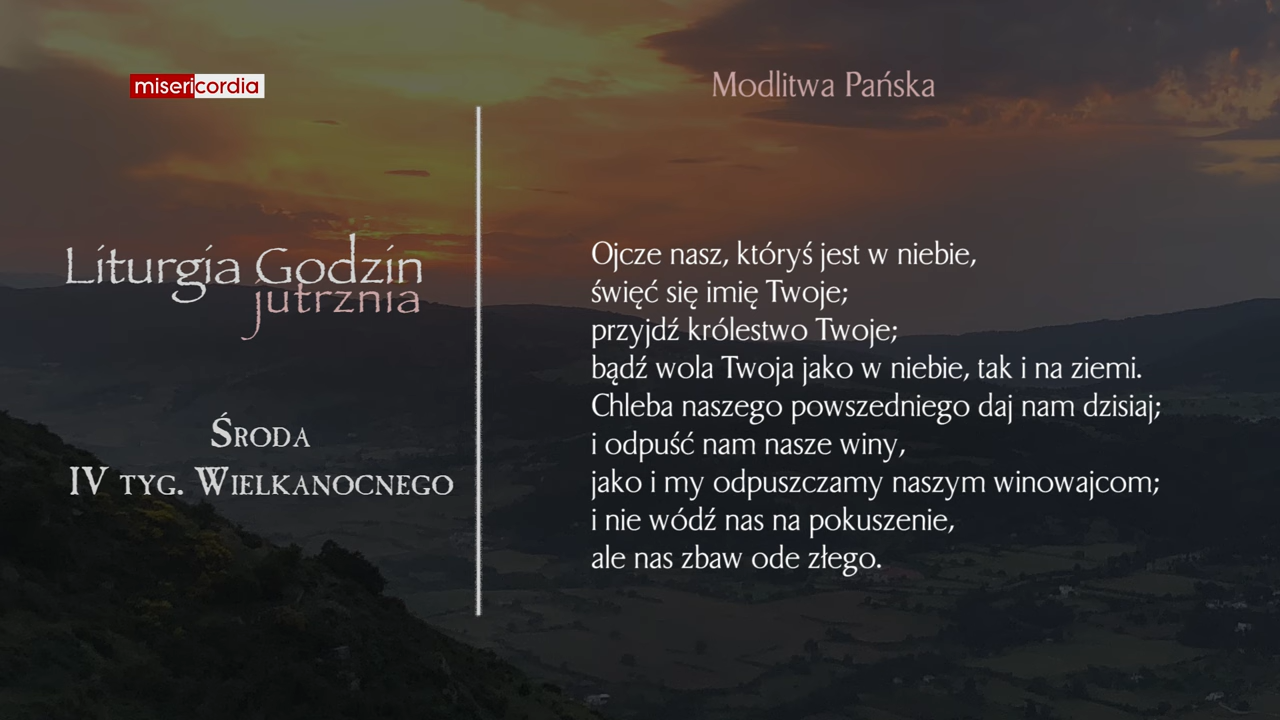 misericordia
Liturgia Godzin
jutrznia
Środa
IV tyg. Wielkanocnego
Modlitwa Pańska
Ojcze nasz, któryś jest w niebie,
święć się imię Twoje;
przyjdź królestwo Twoje;
bądź wola Twoja jako w niebie, tak i na ziemi.
Chleba naszego powszedniego daj nam dzisiaj;
i odpuść nam nasze winy,
jako i my odpuszczamy naszym winowajcom;
i nie wódź nas na pokuszenie,
ale nas zbaw ode złego.